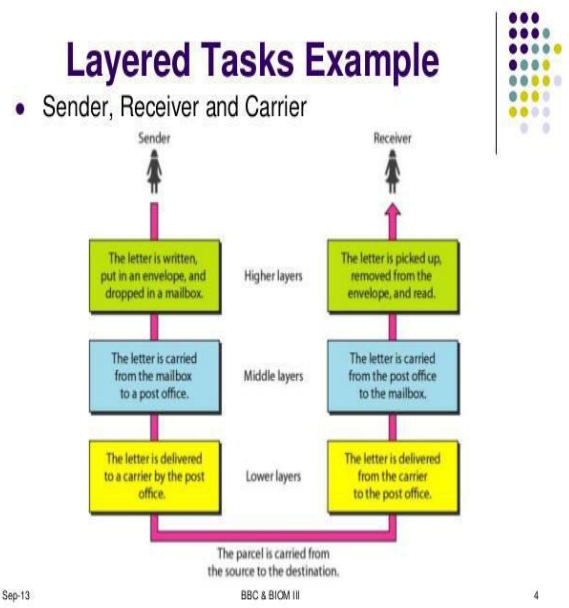 Layered Tasks Example
• Sender, Receiver and Carrier
Sender
Receiver
The letter is written,
put in an envelope, and
dropped in a mailbox.
Higher layers
The letter is picked up,
removed from the
envelope, and read.
The letter is carried
from the mailbox
to a post office.
Middle layers
The letter is carried
from the post office
to the mailbox.
The letter is delivered
to a carrier by the post
office.
Lower layers
The letter is delivered
from the carrier
to the post office.
The parcel is carried from
the source to the destination.
Sep-13
BBC & BIOM III
4